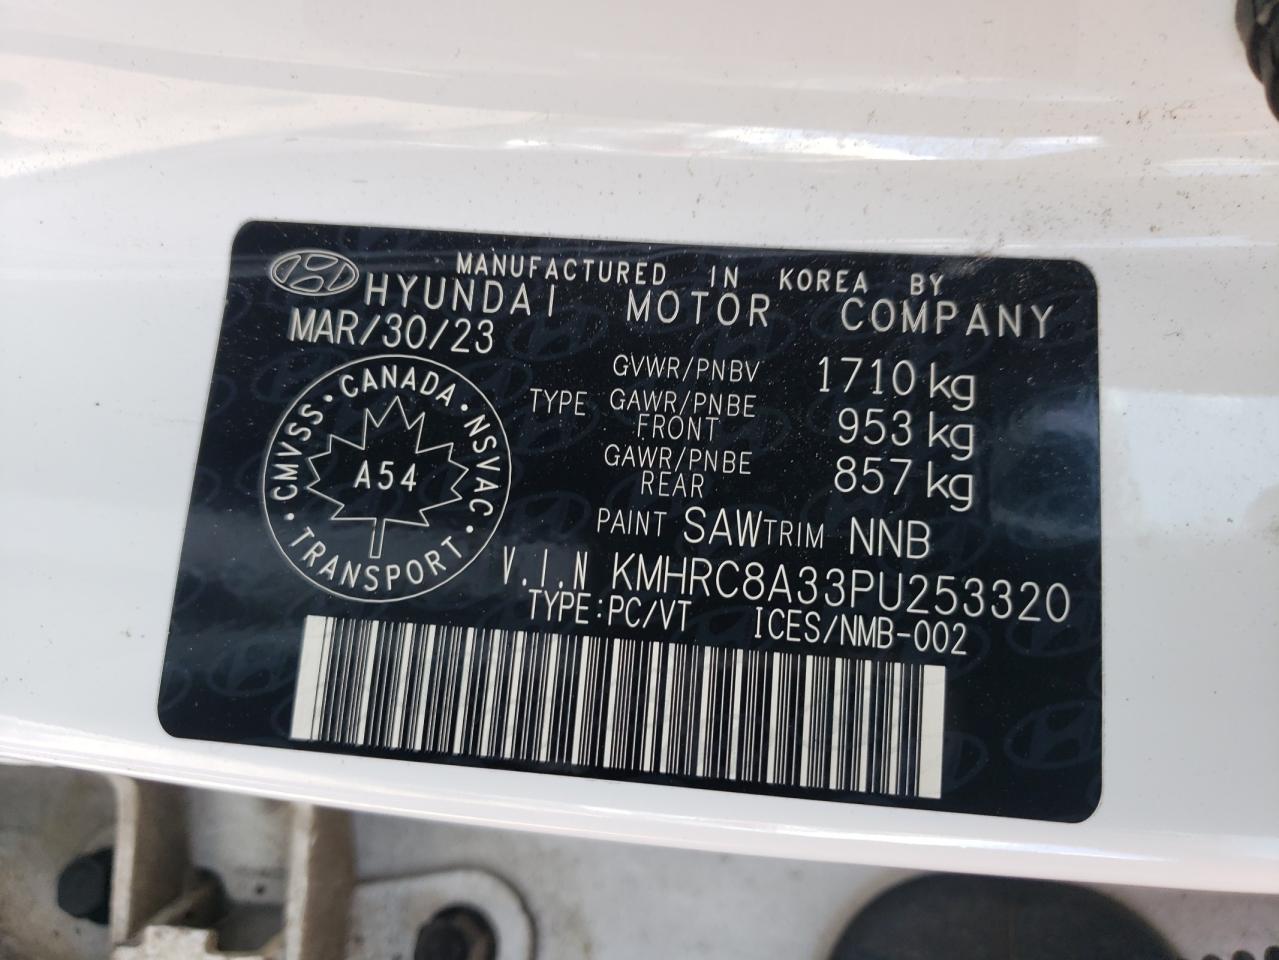 MANUFACTURED IN KOREA BY
HYUNDAI MOTOR COMPANY
MAR/30/23
GVWR/PNBV 1710 kg
TYPE GAWR/PNBE FRONT 953 kg
GAWR/PNBE REAR 857 kg
CMVSS · CANADA · NSVAC · TRANSPORT ·
A54
PAINT SAW TRIM NNB
V.I.N KMHRC8A33PU253320
TYPE:PC/VT ICES/NMB-002